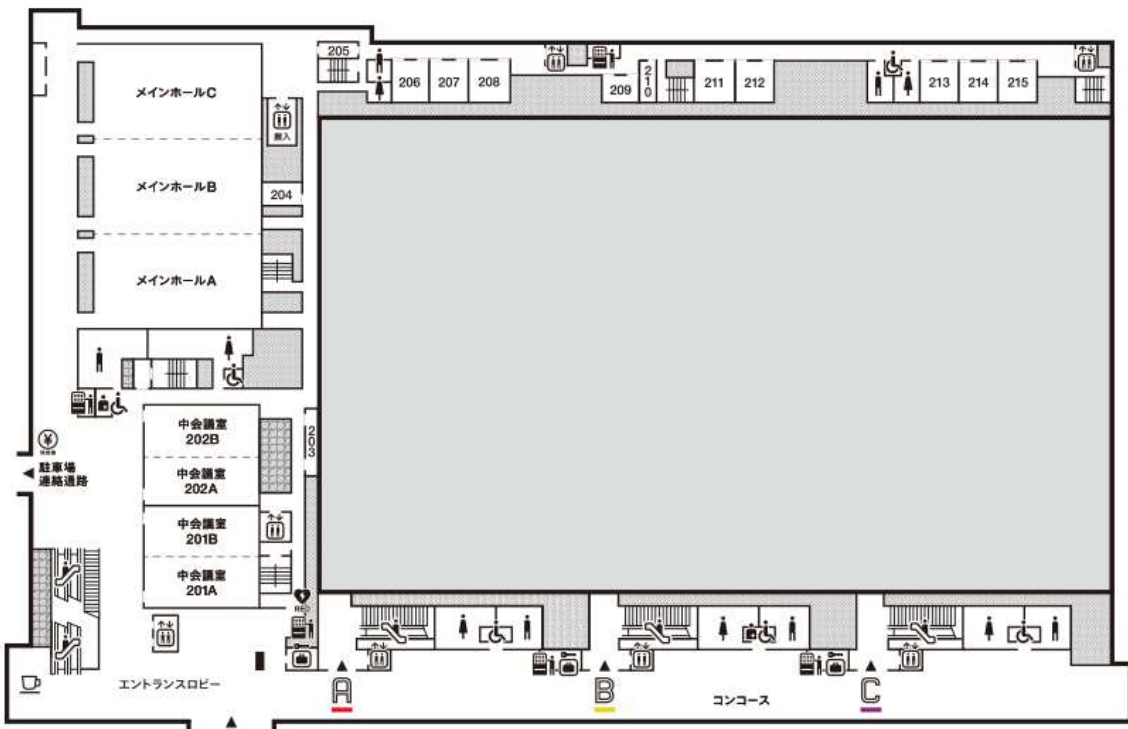 205
206
207
208
209
210
211
212
213
214
215
メインホールC
搬入
メインホールB
204
メインホールA
中会議室
202B
203
中会議室
202A
¥
駐車場
連絡通路
中会議室
201B
中会議室
201A
AED
エントランスロビー
A
B
C
コンコース